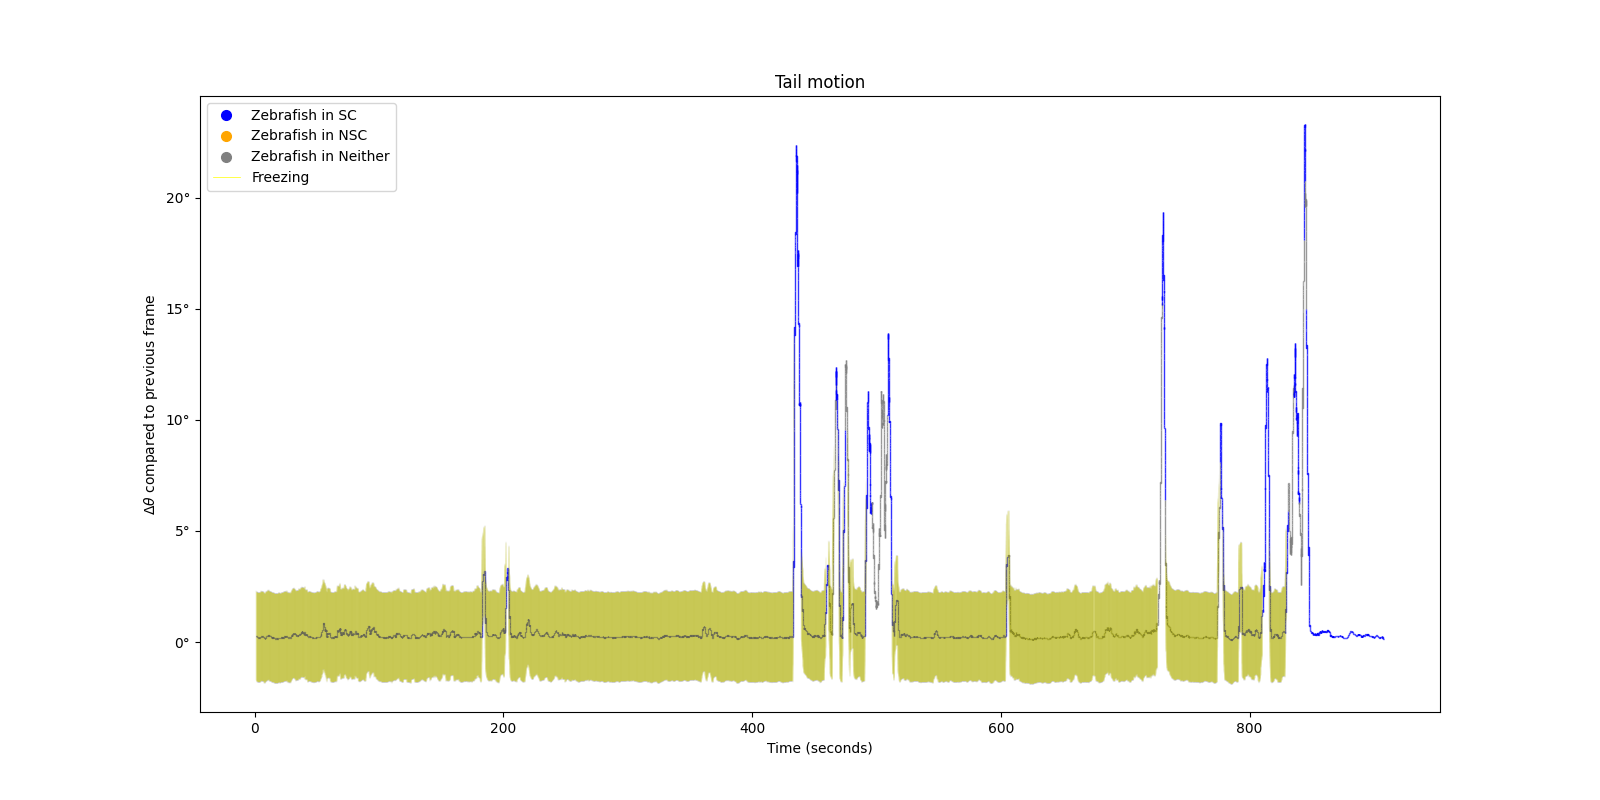 Tail motion
Zebrafish in SC
Zebrafish in NSC
Zebrafish in Neither
Freezing
20°
15°
10°
5°
0°
Δθ compared to previous frame
0 200 400 600 800
Time (seconds)